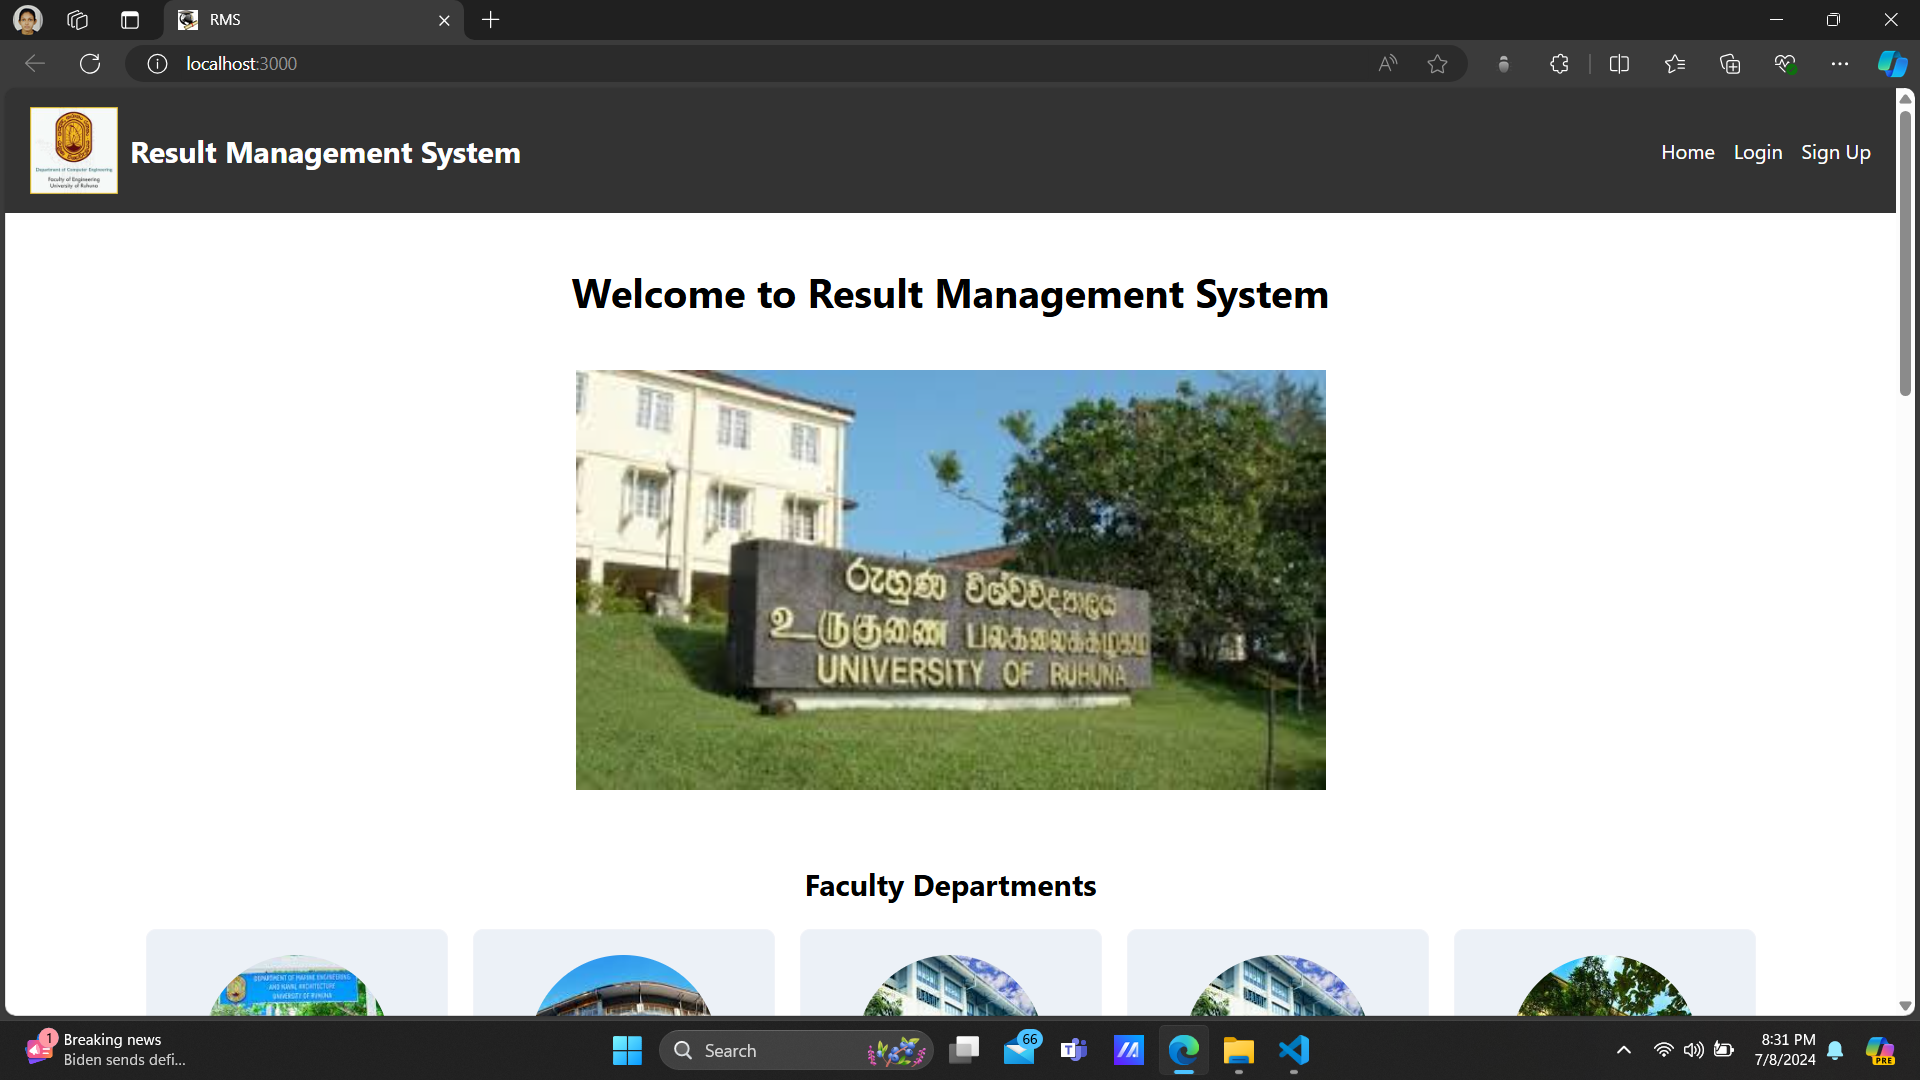 RMS
localhost:3000
Department of Computer Engineering
Faculty of Engineering
University of Ruhuna
Result Management System
Home
Login
Sign Up
Welcome to Result Management System
රුහුණ විශ්වවිද්‍යාලය
உருகுணை பல்கலைக்கழகம்
UNIVERSITY OF RUHUNA
Faculty Departments
DEPARTMENT OF MARINE ENGINEERING
AND NAVAL ARCHITECTURE
UNIVERSITY OF RUHUNA
1
Breaking news
Biden sends defi...
Search
66
8:31 PM
7/8/2024
PRE